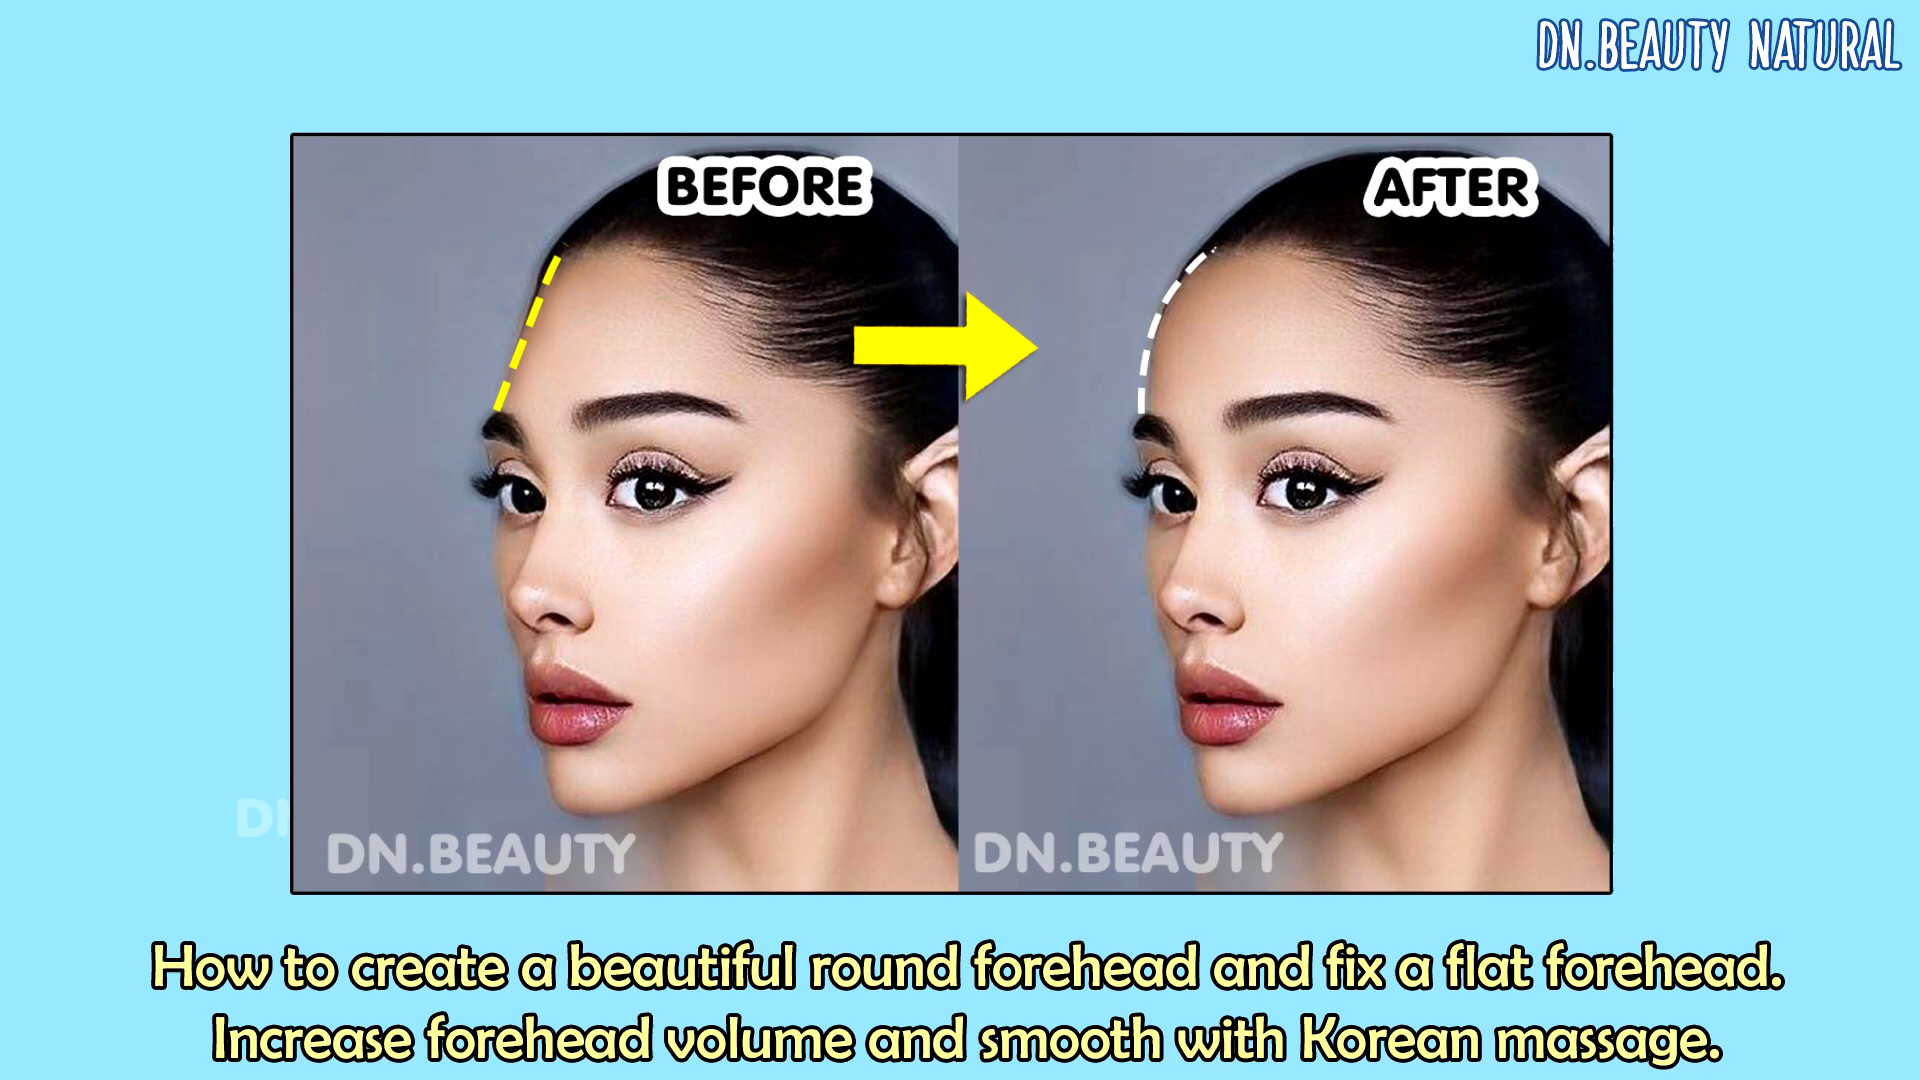 DN.BEAUTY NATURAL
BEFORE
AFTER
DN
DN.BEAUTY
DN.BEAUTY
How to create a beautiful round forehead and fix a flat forehead.
Increase forehead volume and smooth with Korean massage.